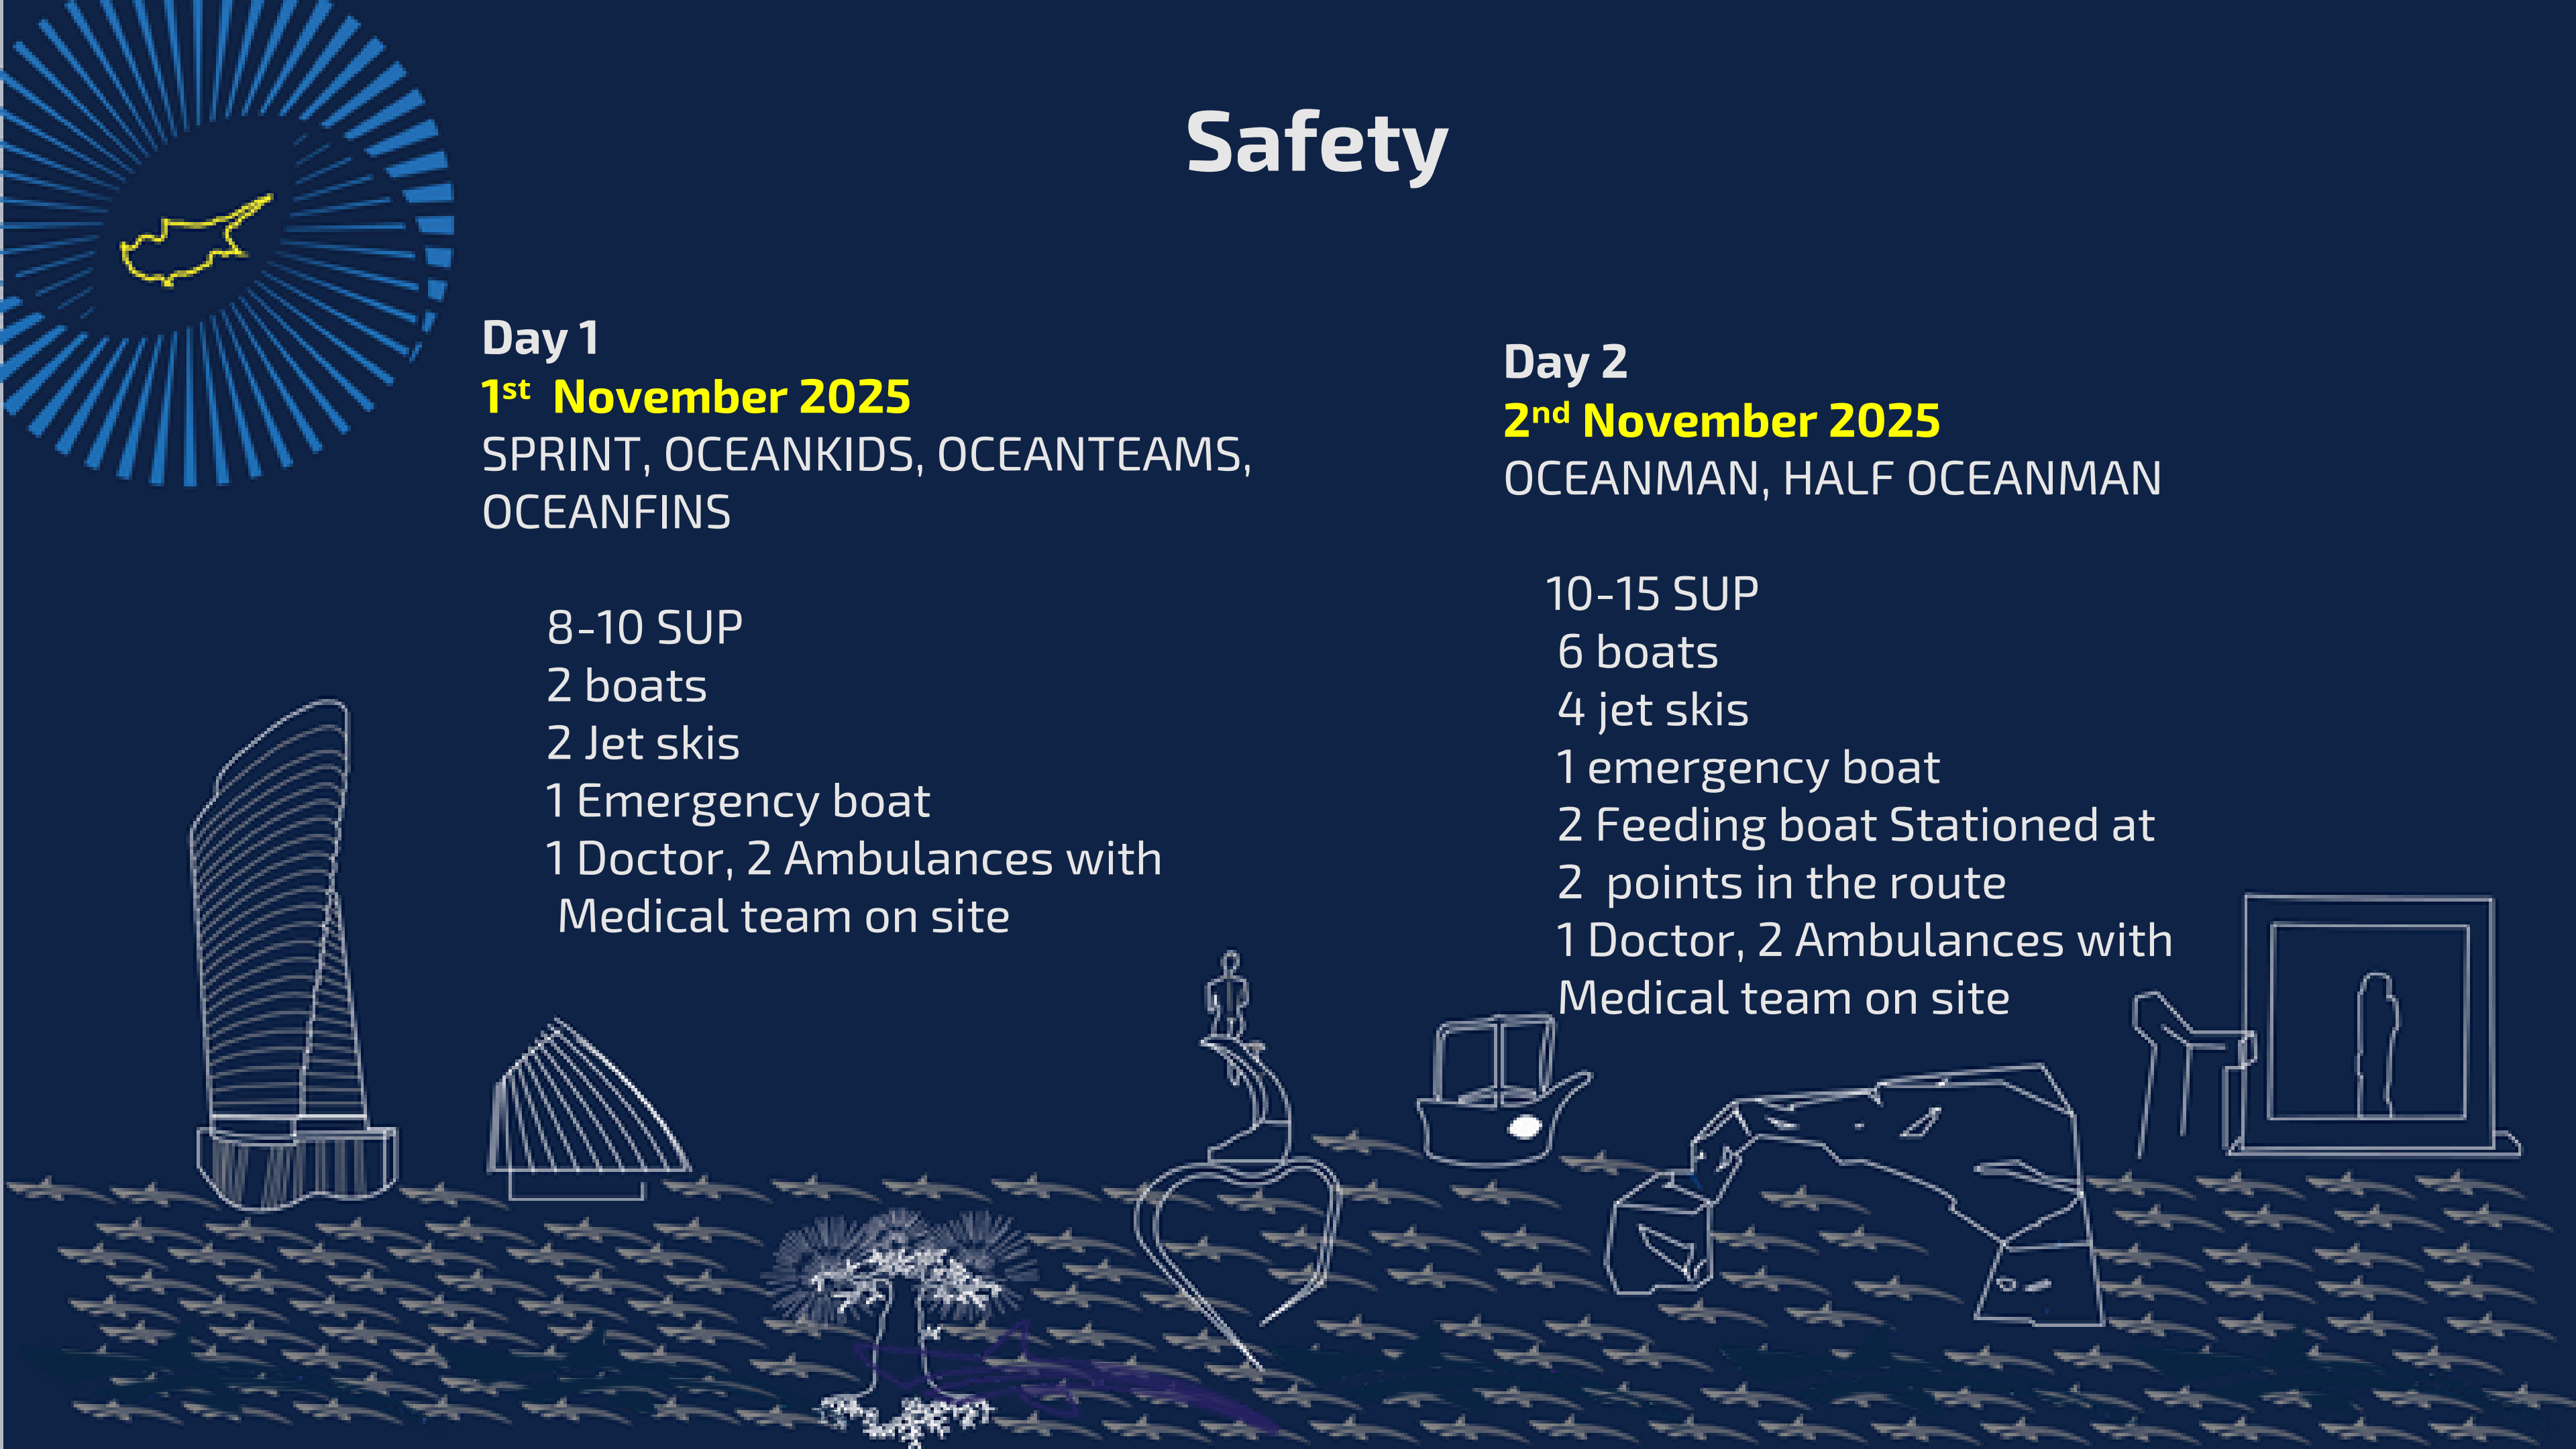 Safety
Day 1
1st November 2025
SPRINT, OCEANKIDS, OCEANTEAMS,
OCEANFINS
8-10 SUP
2 boats
2 Jet skis
1 Emergency boat
1 Doctor, 2 Ambulances with
Medical team on site
Day 2
2nd November 2025
OCEANMAN, HALF OCEANMAN
10-15 SUP
6 boats
4 jet skis
1 emergency boat
2 Feeding boat Stationed at
2 points in the route
1 Doctor, 2 Ambulances with
Medical team on site